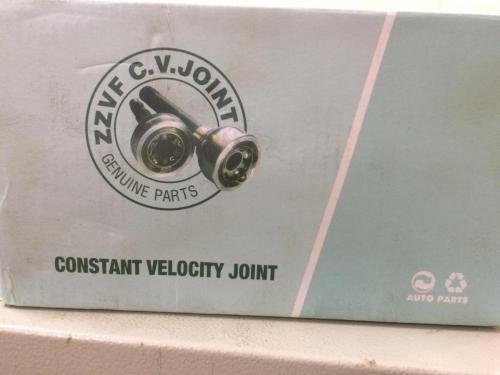 ZZVF C.V.JOINT
GENUINE PARTS
CONSTANT VELOCITY JOINT
AUTO PARTS